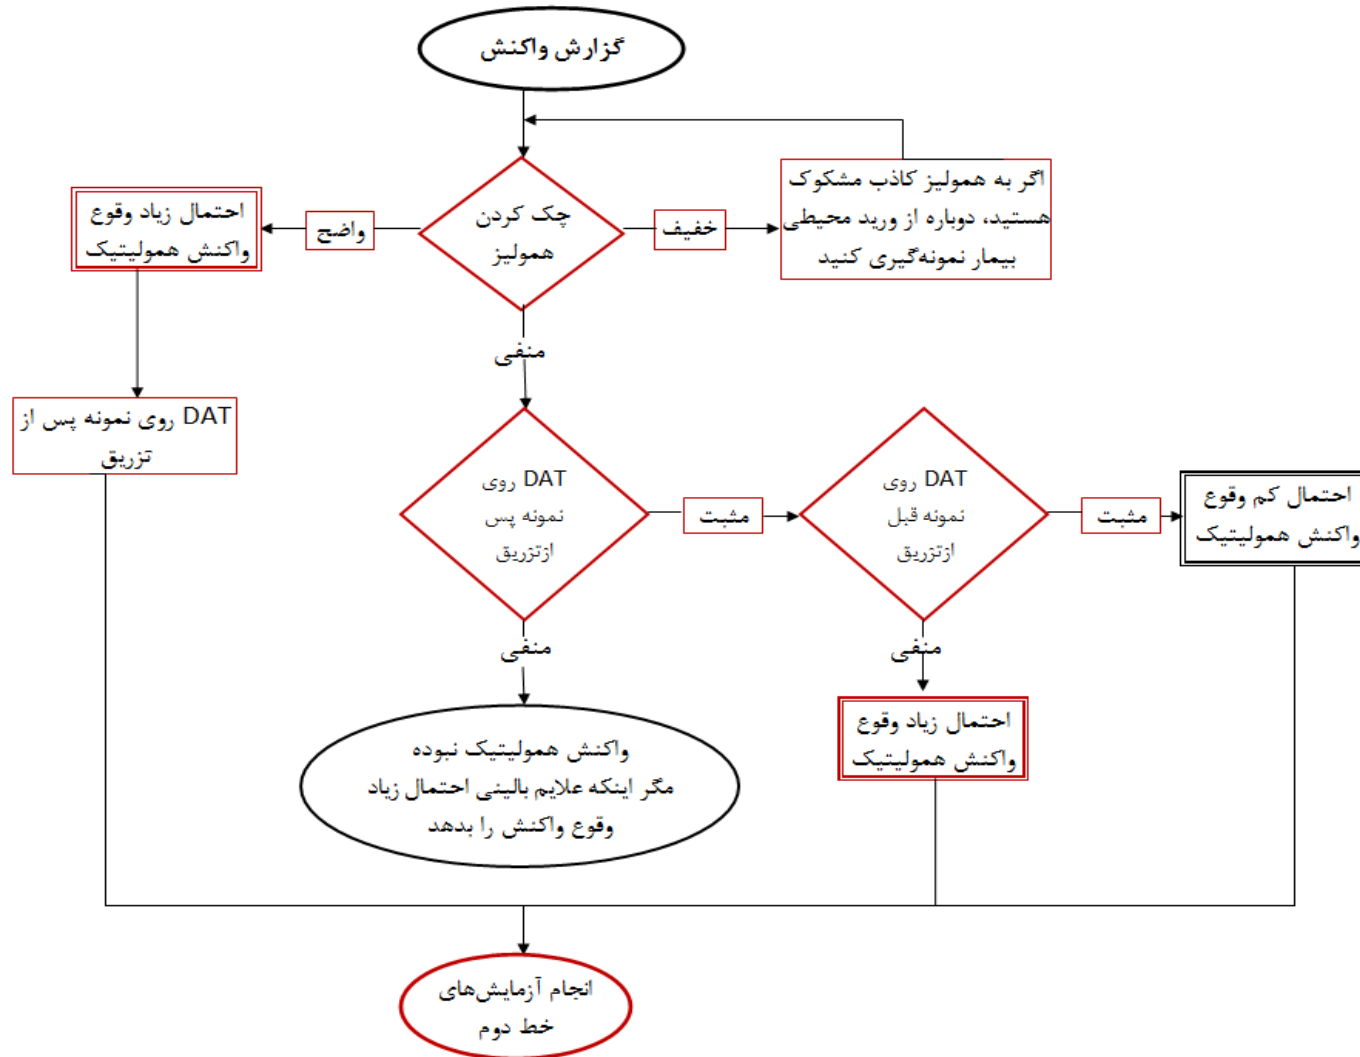 گزارش واکنش
اگر به همولیز کاذب مشکوک
هستید، دوباره از ورید محیطی
بیمار نمونه‌گیری کنید
خفیف
چک کردن
همولیز
واضح
احتمال زیاد وقوع
واکنش همولیتیک
منفی
DAT روی نمونه پس از
تزریق
DAT روی
نمونه پس
ازتزریق
مثبت
DAT روی
نمونه قبل
ازتزریق
مثبت
احتمال کم وقوع
واکنش همولیتیک
منفی
منفی
احتمال زیاد وقوع
واکنش همولیتیک
واکنش همولیتیک نبوده
مگر اینکه علایم بالینی احتمال زیاد
وقوع واکنش را بدهد
انجام آزمایش‌های
خط دوم